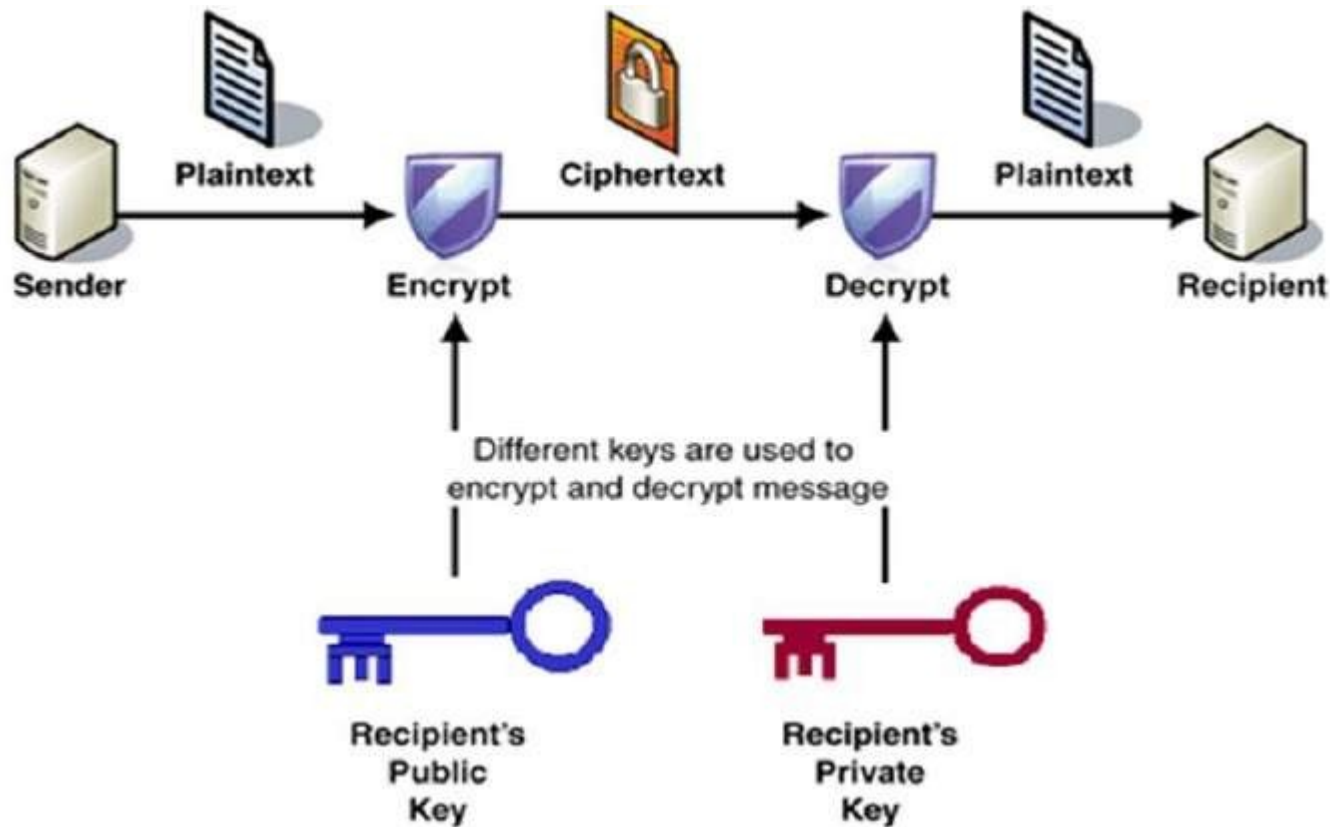 Plaintext
Ciphertext
Plaintext
Sender
Encrypt
Decrypt
Recipient
Different keys are used to
encrypt and decrypt message
Recipient's
Public
Key
Recipient's
Private
Key